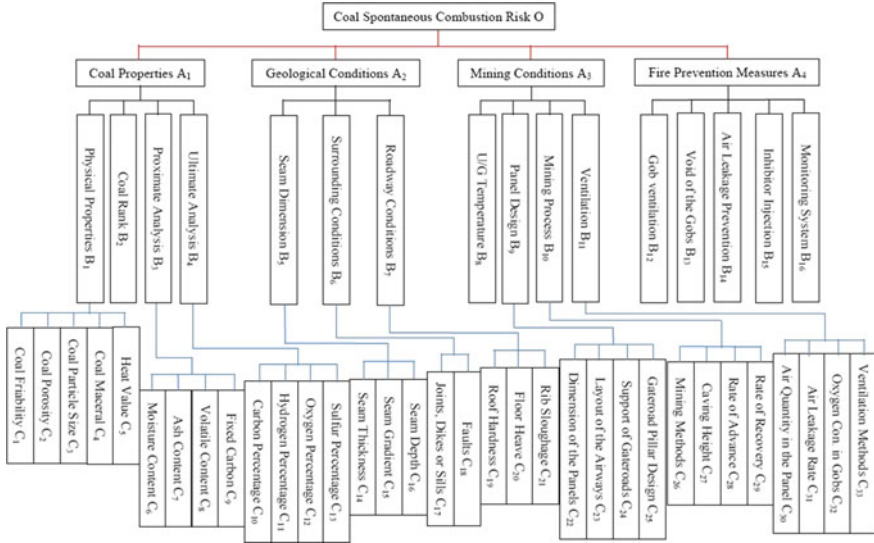 Coal Spontaneous Combustion Risk O
Coal Properties A₁
Geological Conditions A₂
Mining Conditions A₃
Fire Prevention Measures A₄
Physical Properties B₁
Coal Rank B₂
Proximate Analysis B₃
Ultimate Analysis B₄
Seam Dimension B₅
Surrounding Conditions B₆
Roadway Conditions B₇
U/G Temperature B₈
Panel Design B₉
Mining Process B₁₀
Ventilation B₁₁
Gob ventilation B₁₂
Void of the Gobs B₁₃
Air Leakage Prevention B₁₄
Inhibitor Injection B₁₅
Monitoring System B₁₆
Coal Friability C₁
Coal Porosity C₂
Coal Particle Size C₃
Coal Maceral C₄
Heat Value C₅
Moisture Content C₆
Ash Content C₇
Volatile Content C₈
Fixed Carbon C₉
Carbon Percentage C₁₀
Hydrogen Percentage C₁₁
Oxygen Percentage C₁₂
Sulfur Percentage C₁₃
Seam Thickness C₁₄
Seam Gradient C₁₅
Seam Depth C₁₆
Joints, Dikes or Sills C₁₇
Faults C₁₈
Roof Hardness C₁₉
Floor Heave C₂₀
Rib Sloughage C₂₁
Dimension of the Panels C₂₂
Layout of the Airways C₂₃
Support of Gateroads C₂₄
Gateroad Pillar Design C₂₅
Mining Methods C₂₆
Caving Height C₂₇
Rate of Advance C₂₈
Rate of Recovery C₂₉
Air Quantity in the Panel C₃₀
Air Leakage Rate C₃₁
Oxygen Con. in Gobs C₃₂
Ventilation Methods C₃₃